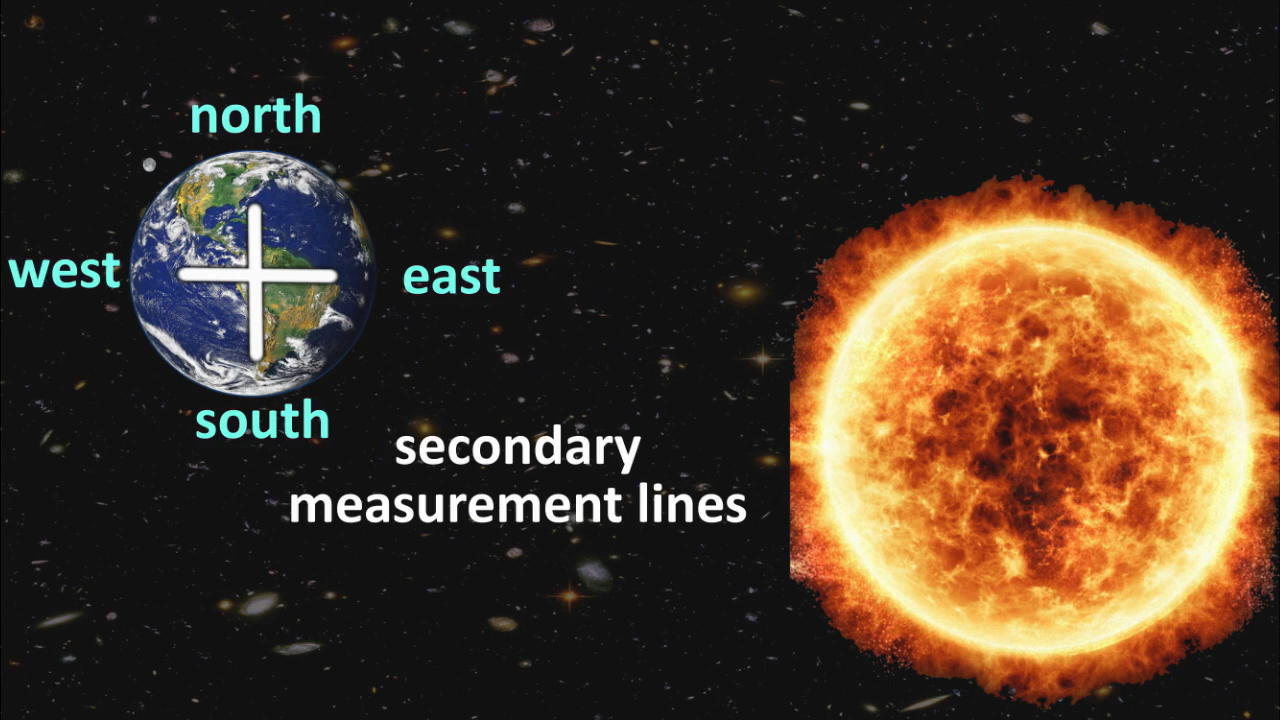 north
west
east
south
secondary
measurement lines